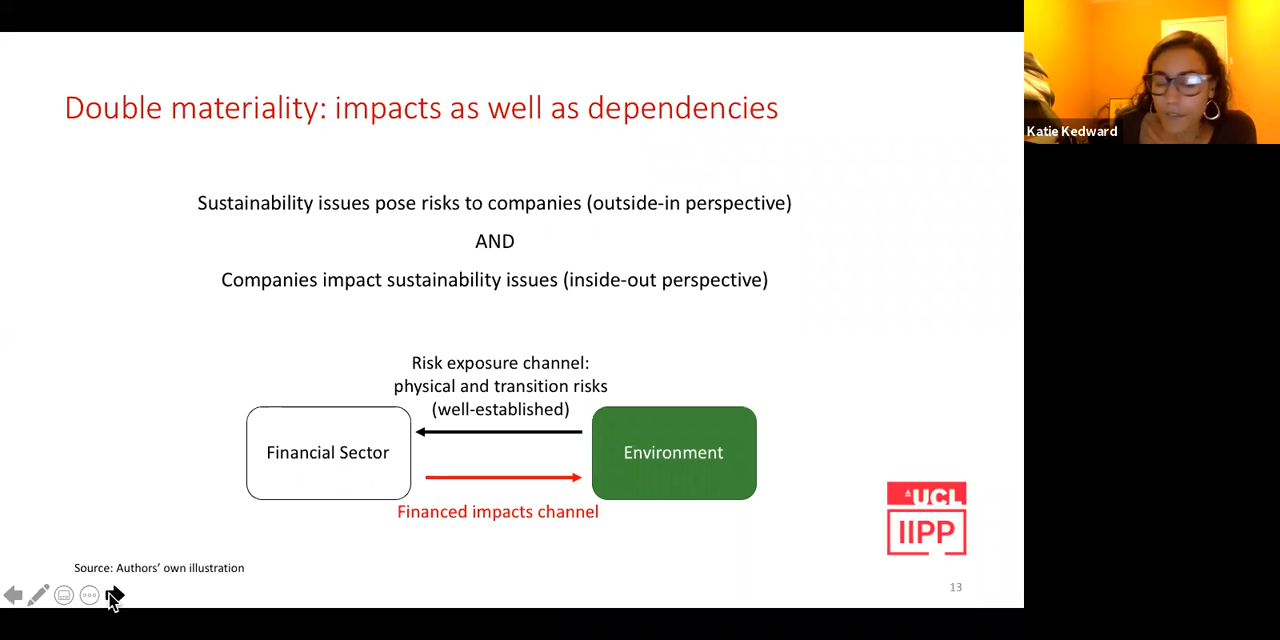 Double materiality: impacts as well as dependencies
Katie Kedward
Sustainability issues pose risks to companies (outside-in perspective)
AND
Companies impact sustainability issues (inside-out perspective)
Risk exposure channel:
physical and transition risks
(well-established)
Financial Sector
Environment
Financed impacts channel
UCL
IIPP
Source: Authors' own illustration
13